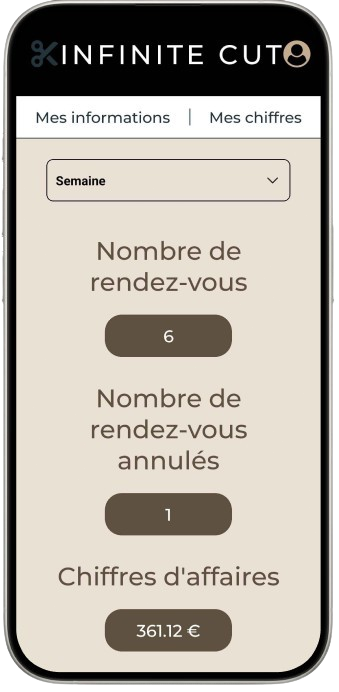 INFINITE CUT
Mes informations | Mes chiffres
Semaine
Nombre de
rendez-vous
6
Nombre de
rendez-vous
annulés
1
Chiffres d'affaires
361.12 €